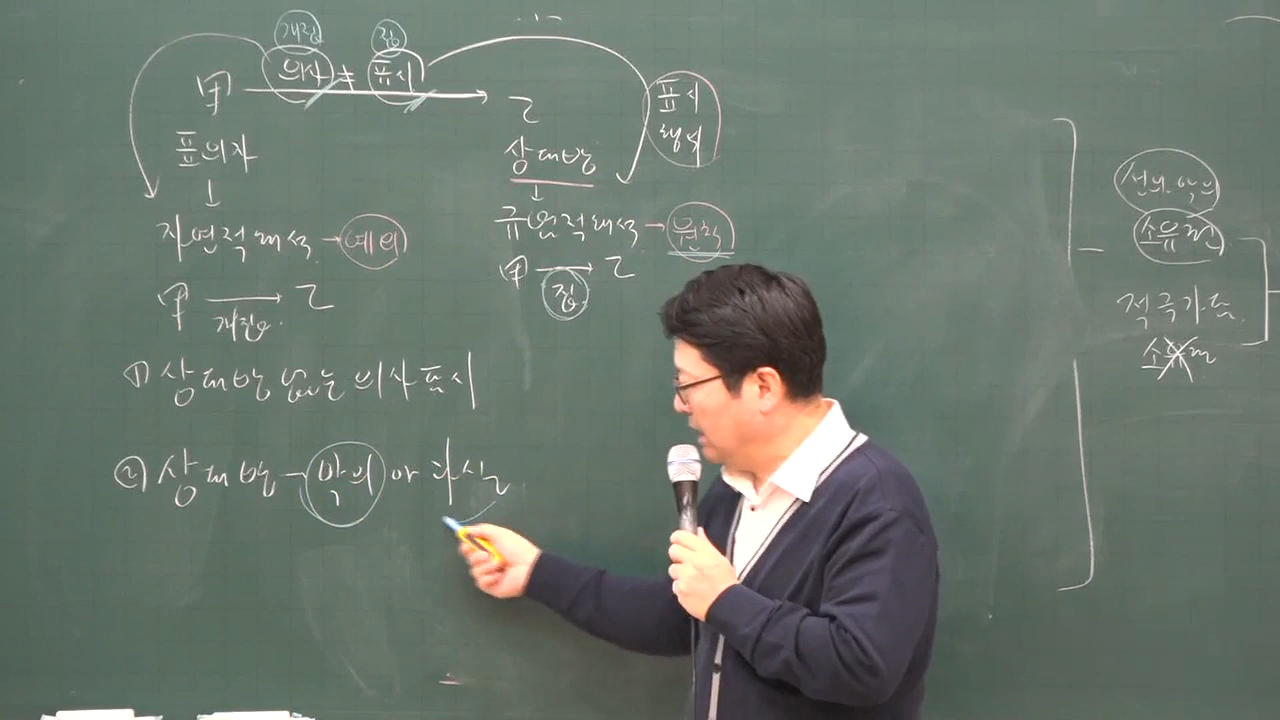 개집 집
甲 의사 ≠ 표시 → 乙
표의자 상대방
표시
행위
↓ ↓
자연적해석 → 예외
규범적해석 → 원칙
甲 → 乙
개집
甲 → 乙
집
① 상대방 없는 의사표시
② 상대방 - 악의 or 과실
선의·악의
소유권
적극가능